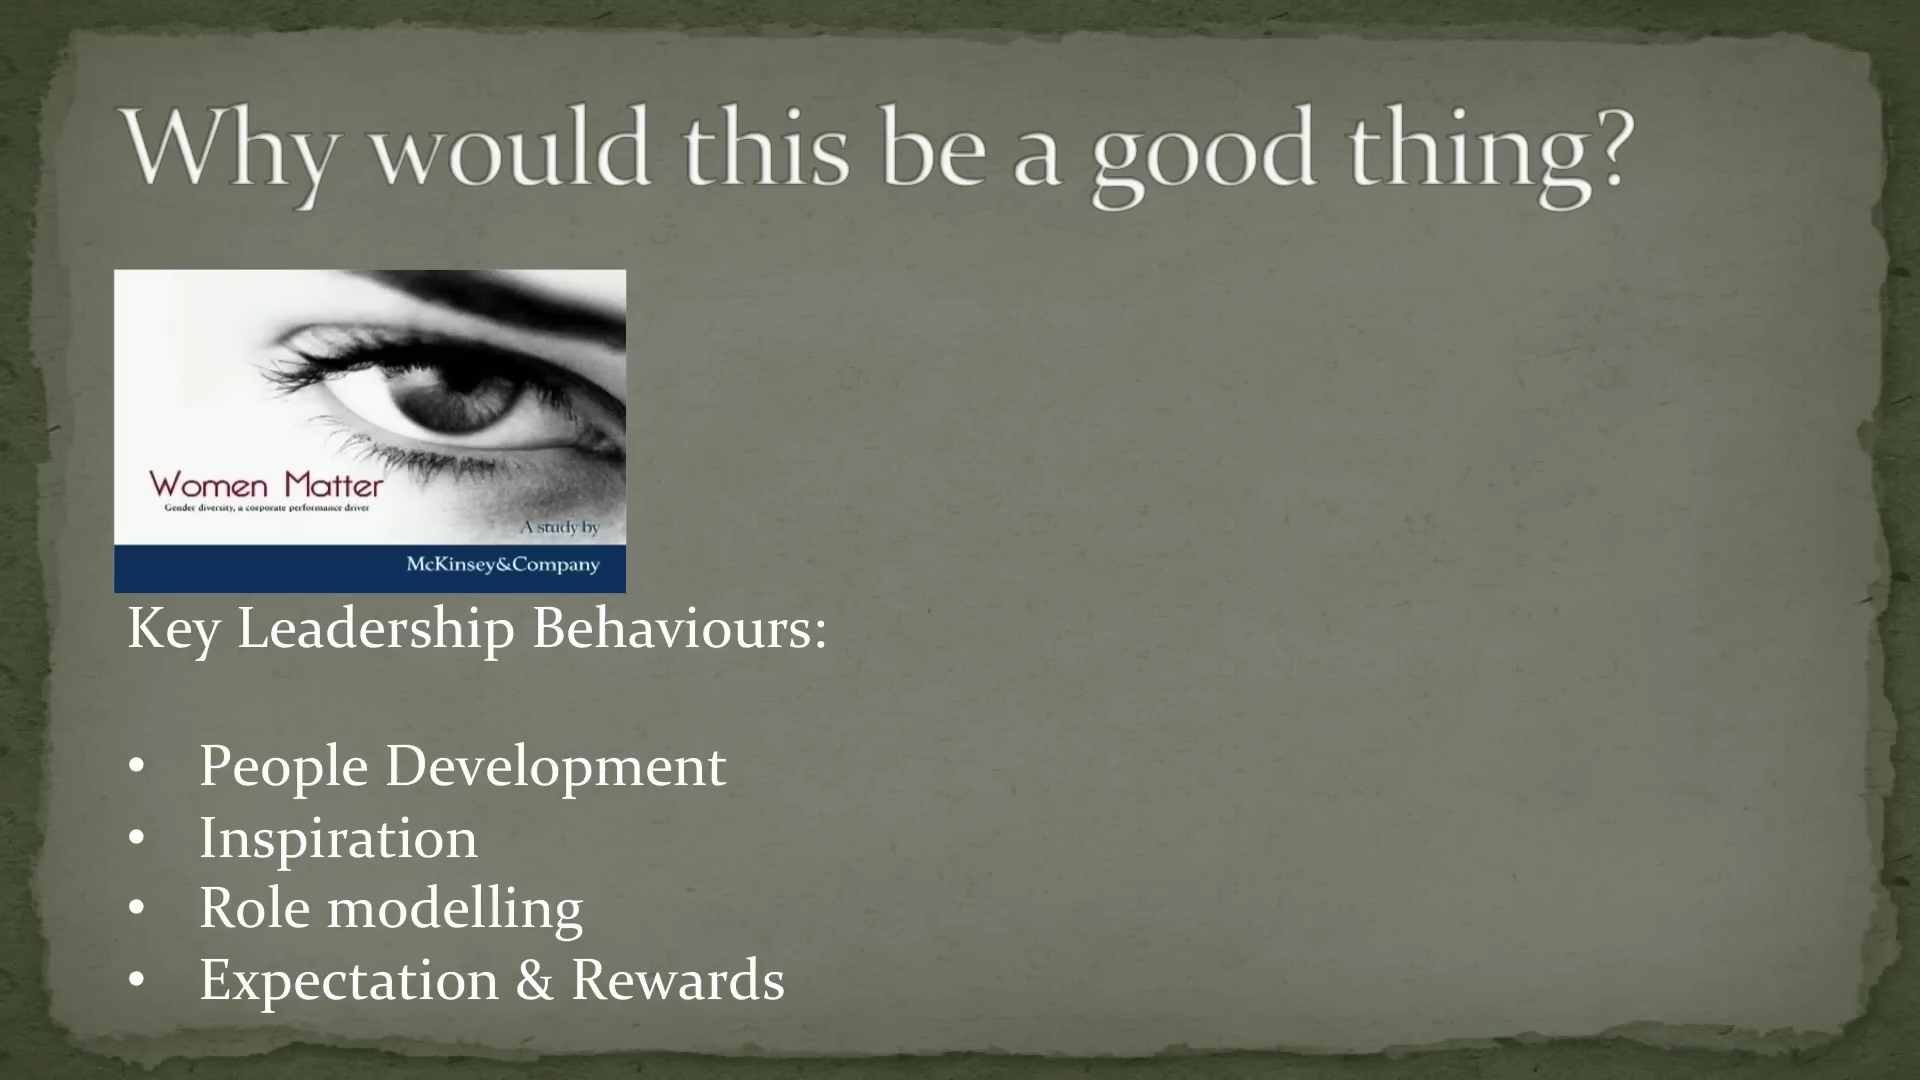 Why would this be a good thing?
Women Matter
Gender diversity, a corporate performance driver
A study by
McKinsey&Company
Key Leadership Behaviours:
• People Development
• Inspiration
• Role modelling
• Expectation & Rewards